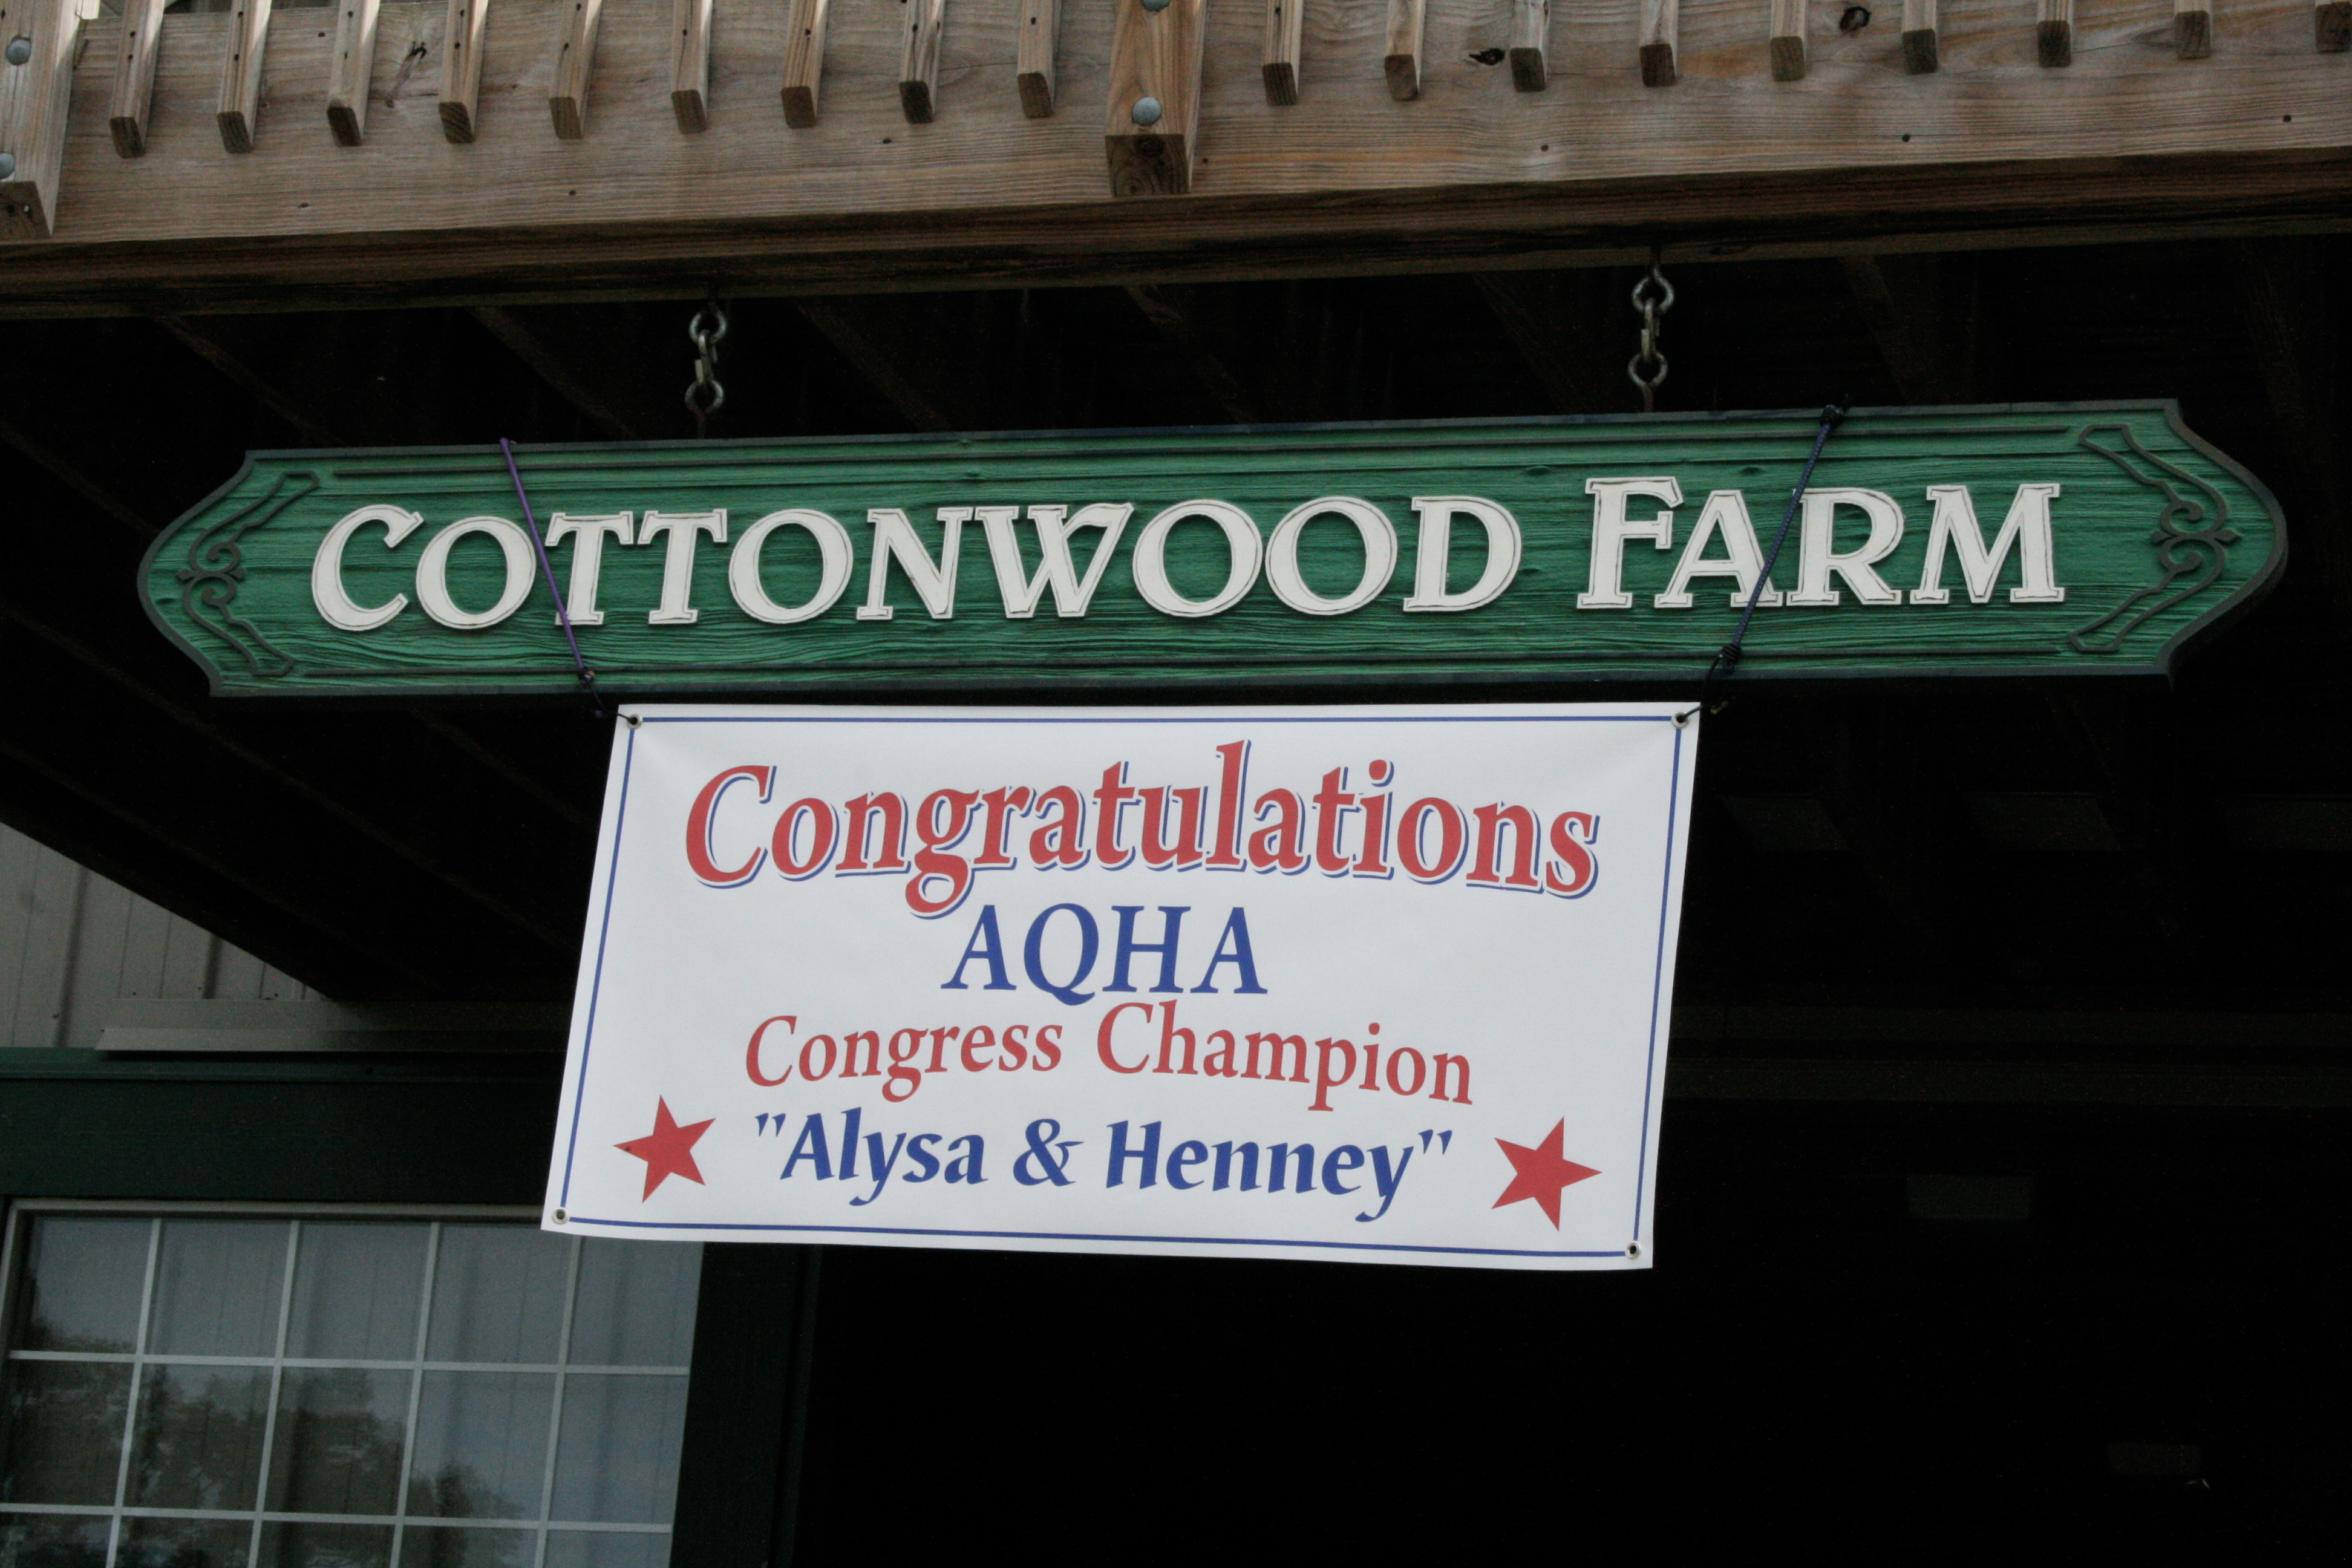 COTTONWOOD FARM
Congratulations
AQHA
Congress Champion
"Alysa & Henney"